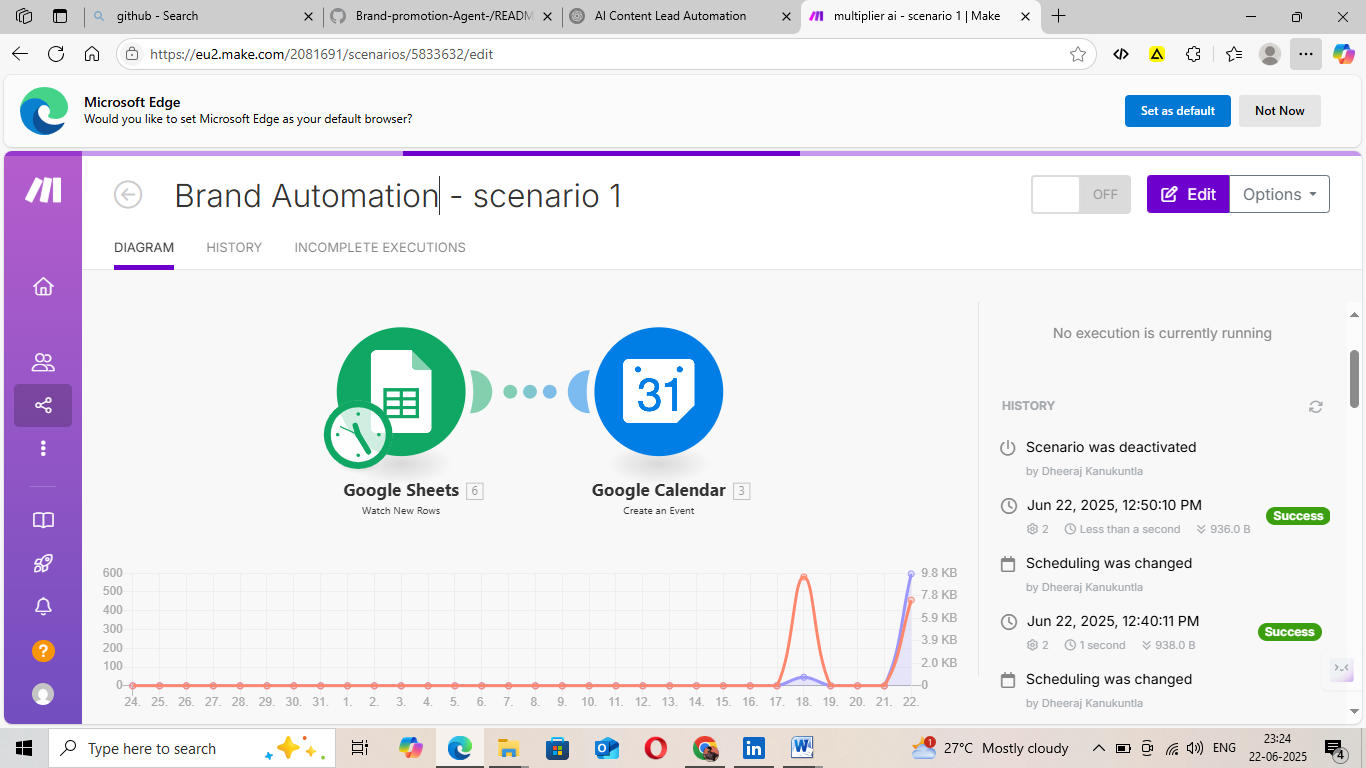 github - Search
Brand-promotion-Agent-/READM
AI Content Lead Automation
multiplier ai - scenario 1 | Make
https://eu2.make.com/2081691/scenarios/5833632/edit
Microsoft Edge
Would you like to set Microsoft Edge as your default browser?
Set as default
Not Now
Brand Automation - scenario 1
OFF
Edit
Options
DIAGRAM
HISTORY
INCOMPLETE EXECUTIONS
31
Google Sheets 6
Watch New Rows
Google Calendar 3
Create an Event
600
500
400
300
200
100
0
9.8 KB
7.8 KB
5.9 KB
3.9 KB
2.0 KB
0
24. 25. 26. 27. 28. 29. 30. 31. 1. 2. 3. 4. 5. 6. 7. 8. 9. 10. 11. 12. 13. 14. 15. 16. 17. 18. 19. 20. 21. 22.
No execution is currently running
HISTORY
Scenario was deactivated
by Dheeraj Kanukuntla
Jun 22, 2025, 12:50:10 PM
Success
2 Less than a second 936.0 B
Scheduling was changed
by Dheeraj Kanukuntla
Jun 22, 2025, 12:40:11 PM
Success
2 1 second 938.0 B
Scheduling was changed
by Dheeraj Kanukuntla
?
Type here to search
1
27°C Mostly cloudy
ENG
23:24
22-06-2025
4